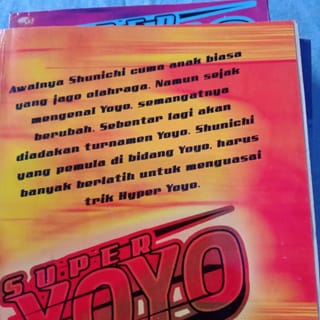 SUPER
Awalnya Shunichi cuma anak biasa
yang jago olahraga. Namun sejak
mengenal Yoyo, semangatnya
berubah. Sebentar lagi akan
diadakan turnamen Yoyo. Shunichi
yang pemula di bidang Yoyo, harus
banyak berlatih untuk menguasai
trik Hyper Yoyo.
SUPER
YOYO